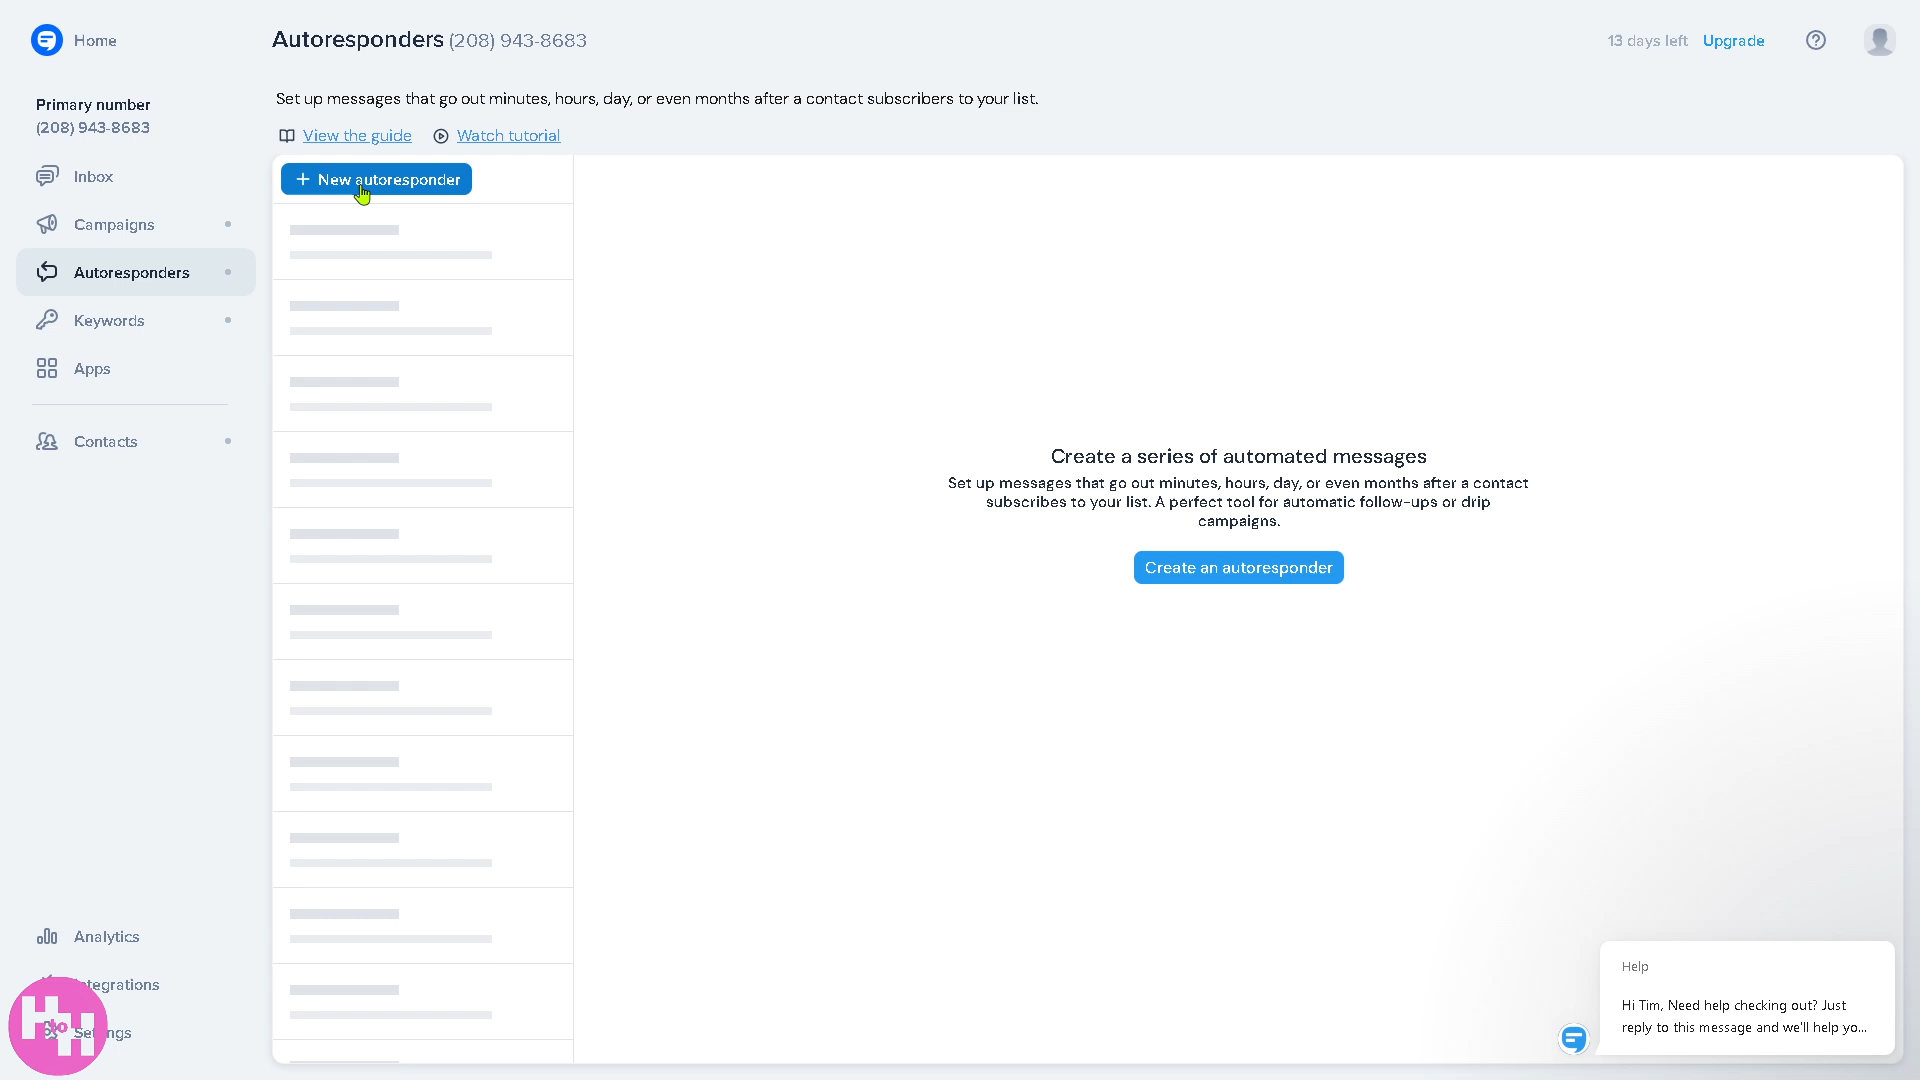 Home
Autoresponders (208) 943-8683
13 days left Upgrade
Primary number
(208) 943-8683
Set up messages that go out minutes, hours, day, or even months after a contact subscribers to your list.
View the guide
Watch tutorial
New autoresponder
Inbox
Campaigns
Autoresponders
Keywords
Apps
Contacts
Create a series of automated messages
Set up messages that go out minutes, hours, day, or even months after a contact
subscribes to your list. A perfect tool for automatic follow-ups or drip
campaigns.
Create an autoresponder
Analytics
Help
Hi Tim, Need help checking out? Just
reply to this message and we'll help yo...
H to H